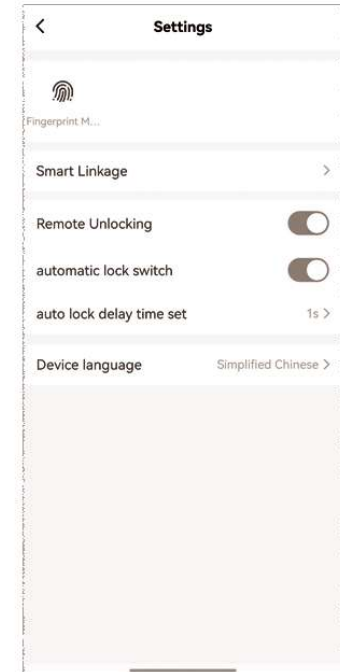 Settings
Fingerprint M...
Smart Linkage
Remote Unlocking
automatic lock switch
auto lock delay time set 1s
Device language Simplified Chinese